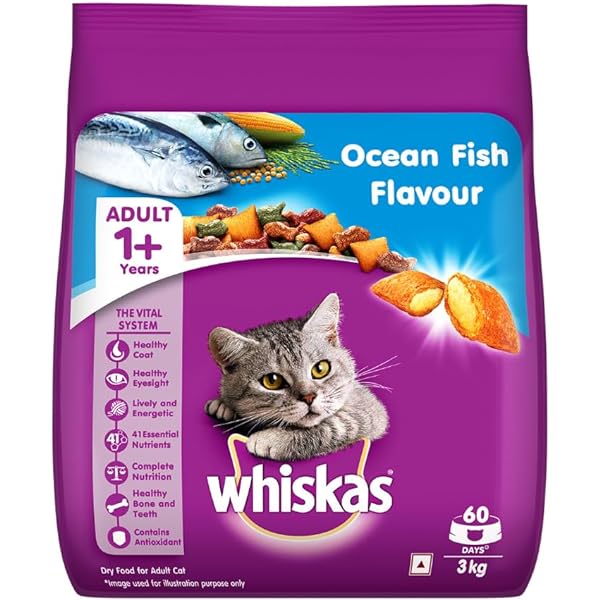 Ocean Fish
Flavour
ADULT
1+
Years
THE VITAL
SYSTEM
Healthy
Coat
Healthy
Eyesight
Lively and
Energetic
41
41 Essential
Nutrients
Complete
Nutrition
Healthy
Bone and
Teeth
Contains
Antioxidant
whiskas®
60
DAYS
3kg
Dry Food for Adult Cat
*Image used for illustration purpose only